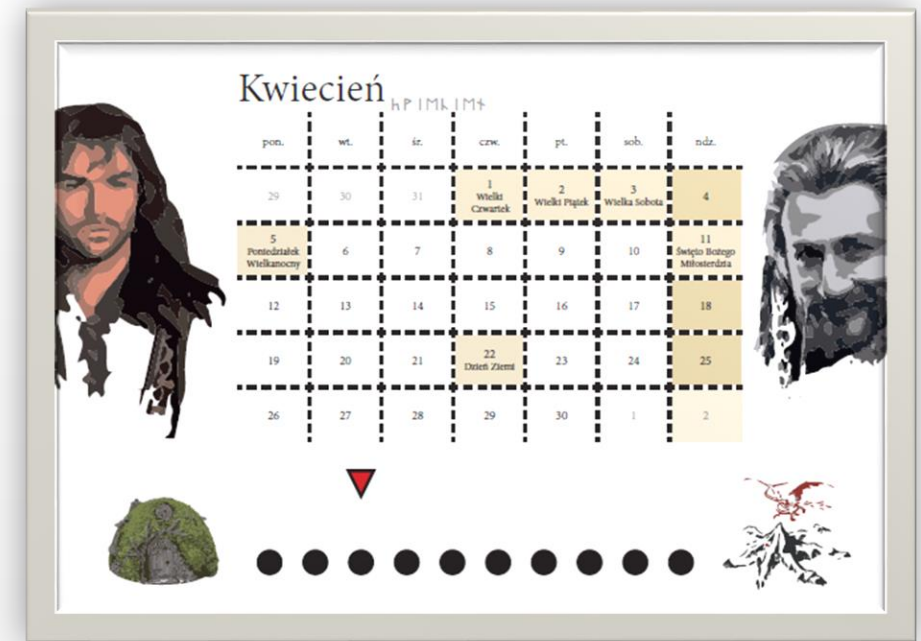 Kwiecień
ᚳᚹᛁᛖᚳᛁᛖᚾ
pon. wt. śr. czw. pt. sob. ndz.
29 30 31 1 2 3 4
Wielki Wielki Piątek Wielka Sobota
Czwartek
5 6 7 8 9 10 11
Poniedziałek Święto Bożego
Wielkanocny Miłosierdzia
12 13 14 15 16 17 18
19 20 21 22 23 24 25
Dzień Ziemi
26 27 28 29 30 1 2